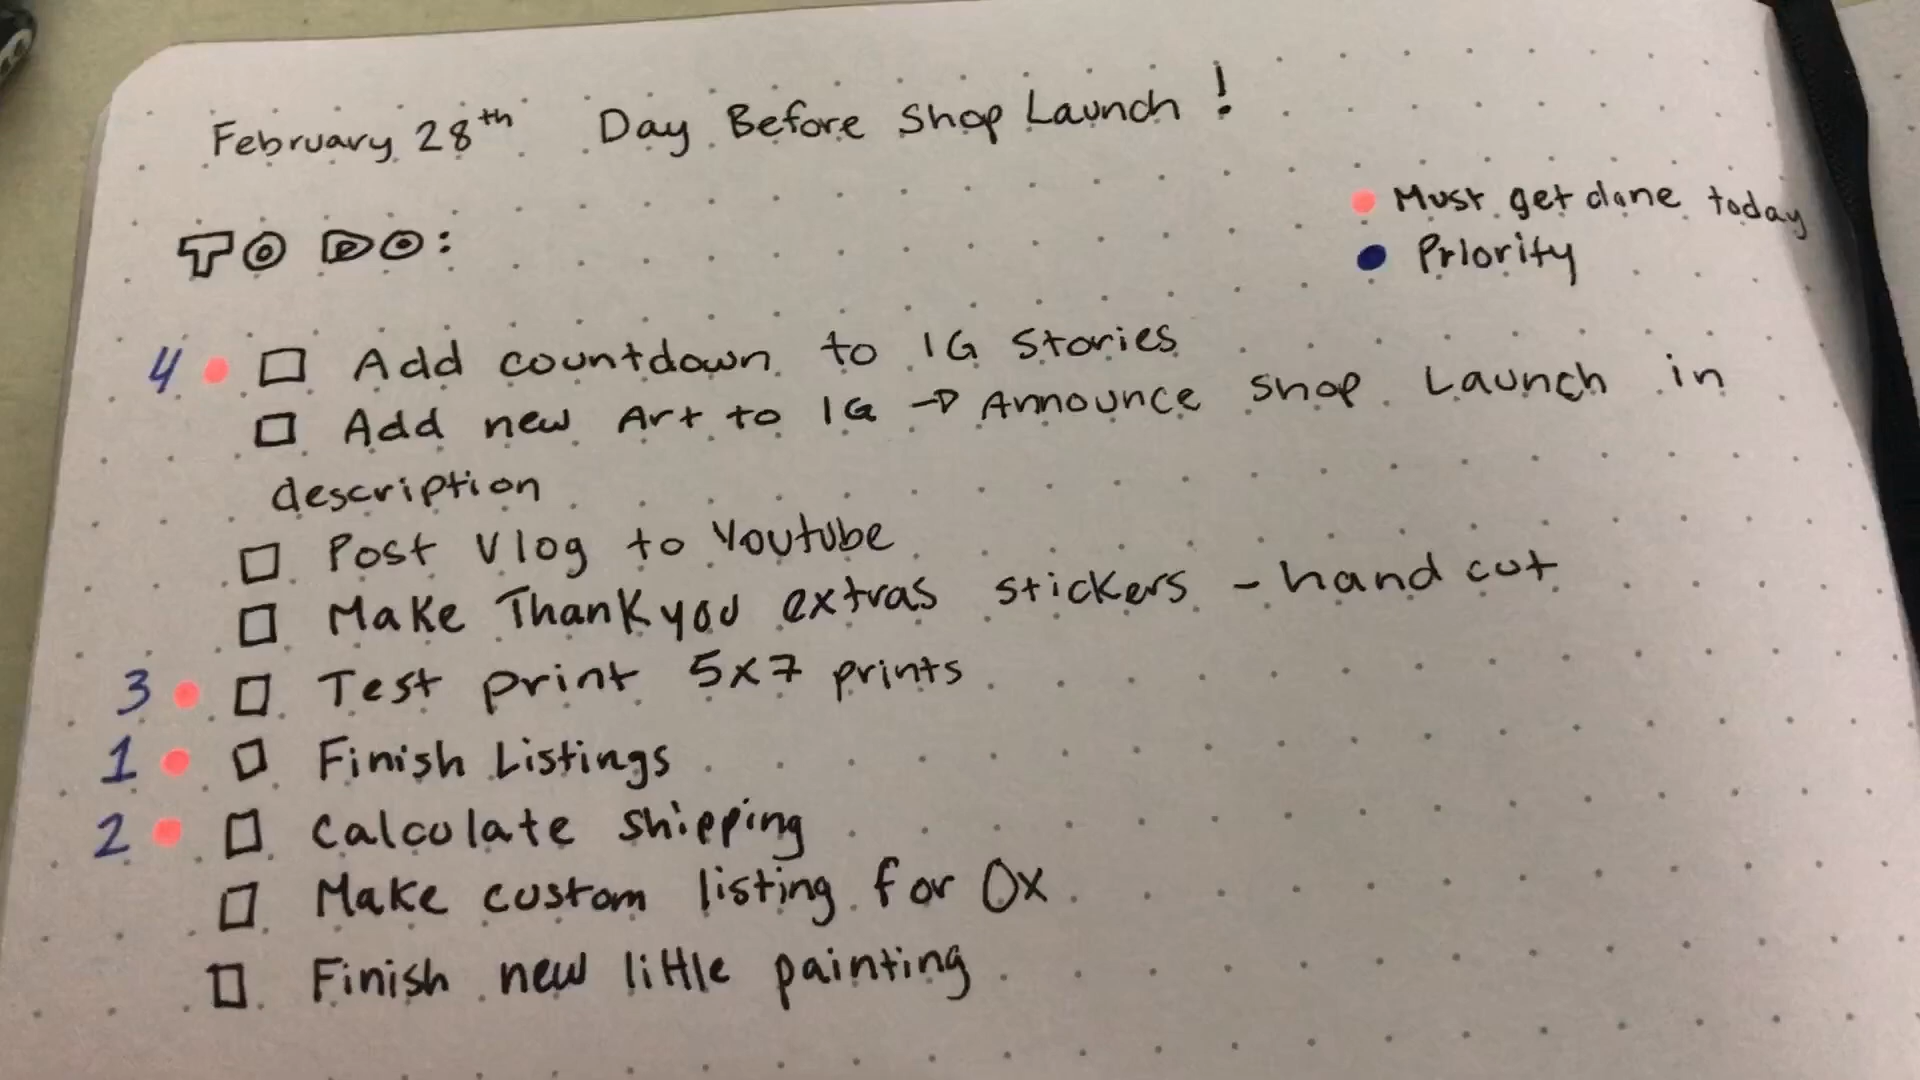 February 28th Day Before Shop Launch!
TO DO:
Must get done today
Priority
4 Add countdown to IG Stories
Add new Art to IG → Announce shop Launch in
description
Post Vlog to Youtube
Make Thank you extras stickers - hand cut
3 Test print 5x7 prints
1 Finish Listings
2 Calculate shipping
Make custom listing for Ox
Finish new little painting